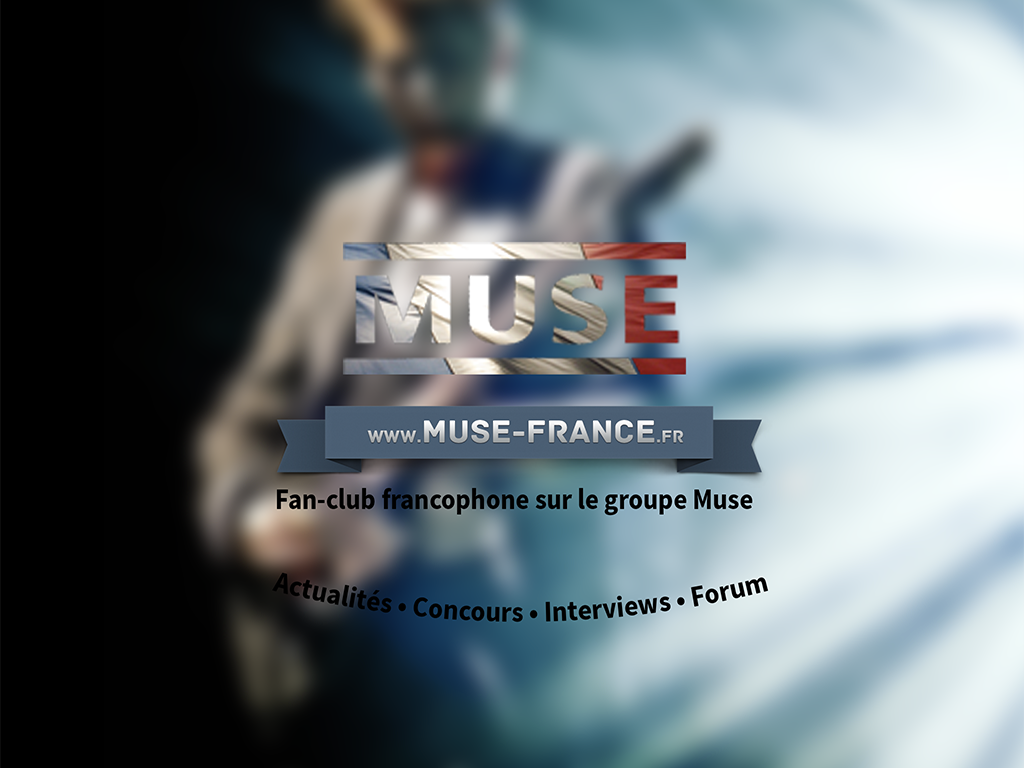 MUSE
www.MUSE-FRANCE.FR
Fan-club francophone sur le groupe Muse
Actualités • Concours • Interviews • Forum